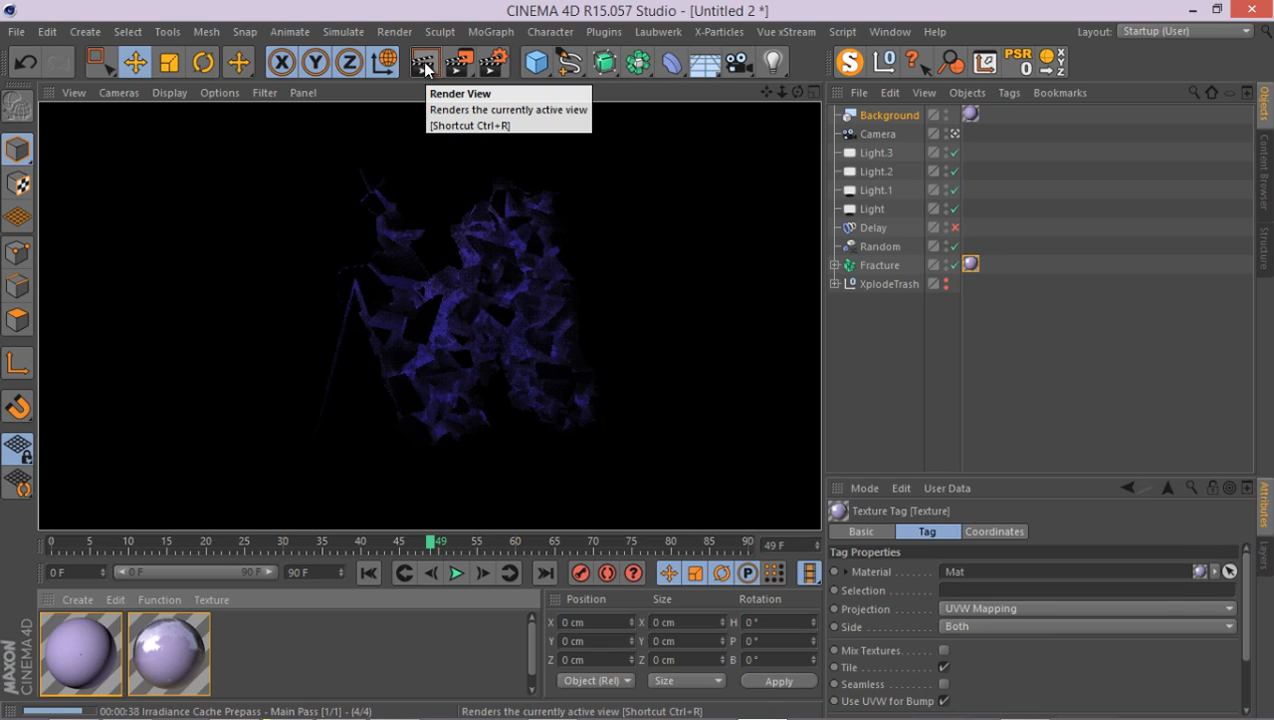 CINEMA 4D R15.057 Studio - [Untitled 2 *]
File Edit Create Select Tools Mesh Snap Animate Simulate Render Sculpt MoGraph Character Plugins Laubwerk X-Particles Vue xStream Script Window Help Layout: Startup (User)
X Y Z S PSR 0
View Cameras Display Options Filter Panel
Render View
Renders the currently active view
[Shortcut Ctrl+R]
File Edit View Objects Tags Bookmarks
Background
Camera
Light.3
Light.2
Light.1
Light
Delay
Random
Fracture
XplodeTrash
Objects
Content Browser
Structure
Mode Edit User Data
Texture Tag [Texture]
Basic Tag Coordinates
Tag Properties
Material Mat
Selection
Projection UVW Mapping
Side Both
Mix Textures
Tile
Seamless
Use UVW for Bump
Attributes
Layers
0 5 10 15 20 25 30 35 40 45 49 55 60 65 70 75 80 85 90 49 F
0 F 0 F 90 F 90 F P
Create Edit Function Texture
Position Size Rotation
X 0 cm X 0 cm H 0 °
Y 0 cm Y 0 cm P 0 °
Z 0 cm Z 0 cm B 0 °
Object (Rel) Size Apply
MAXON
CINEMA 4D
00:00:38 Irradiance Cache Prepass - Main Pass [1/1] - (4/4) Renders the currently active view [Shortcut Ctrl+R]